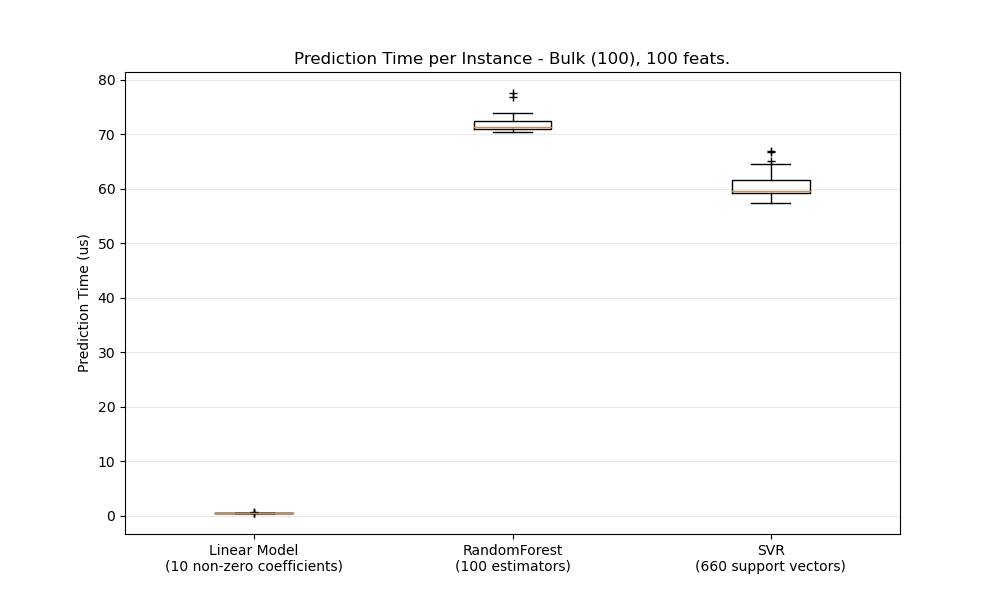 Prediction Time per Instance - Bulk (100), 100 feats.
80
70
60
50
40
30
20
10
0
Prediction Time (us)
Linear Model
(10 non-zero coefficients)
RandomForest
(100 estimators)
SVR
(660 support vectors)